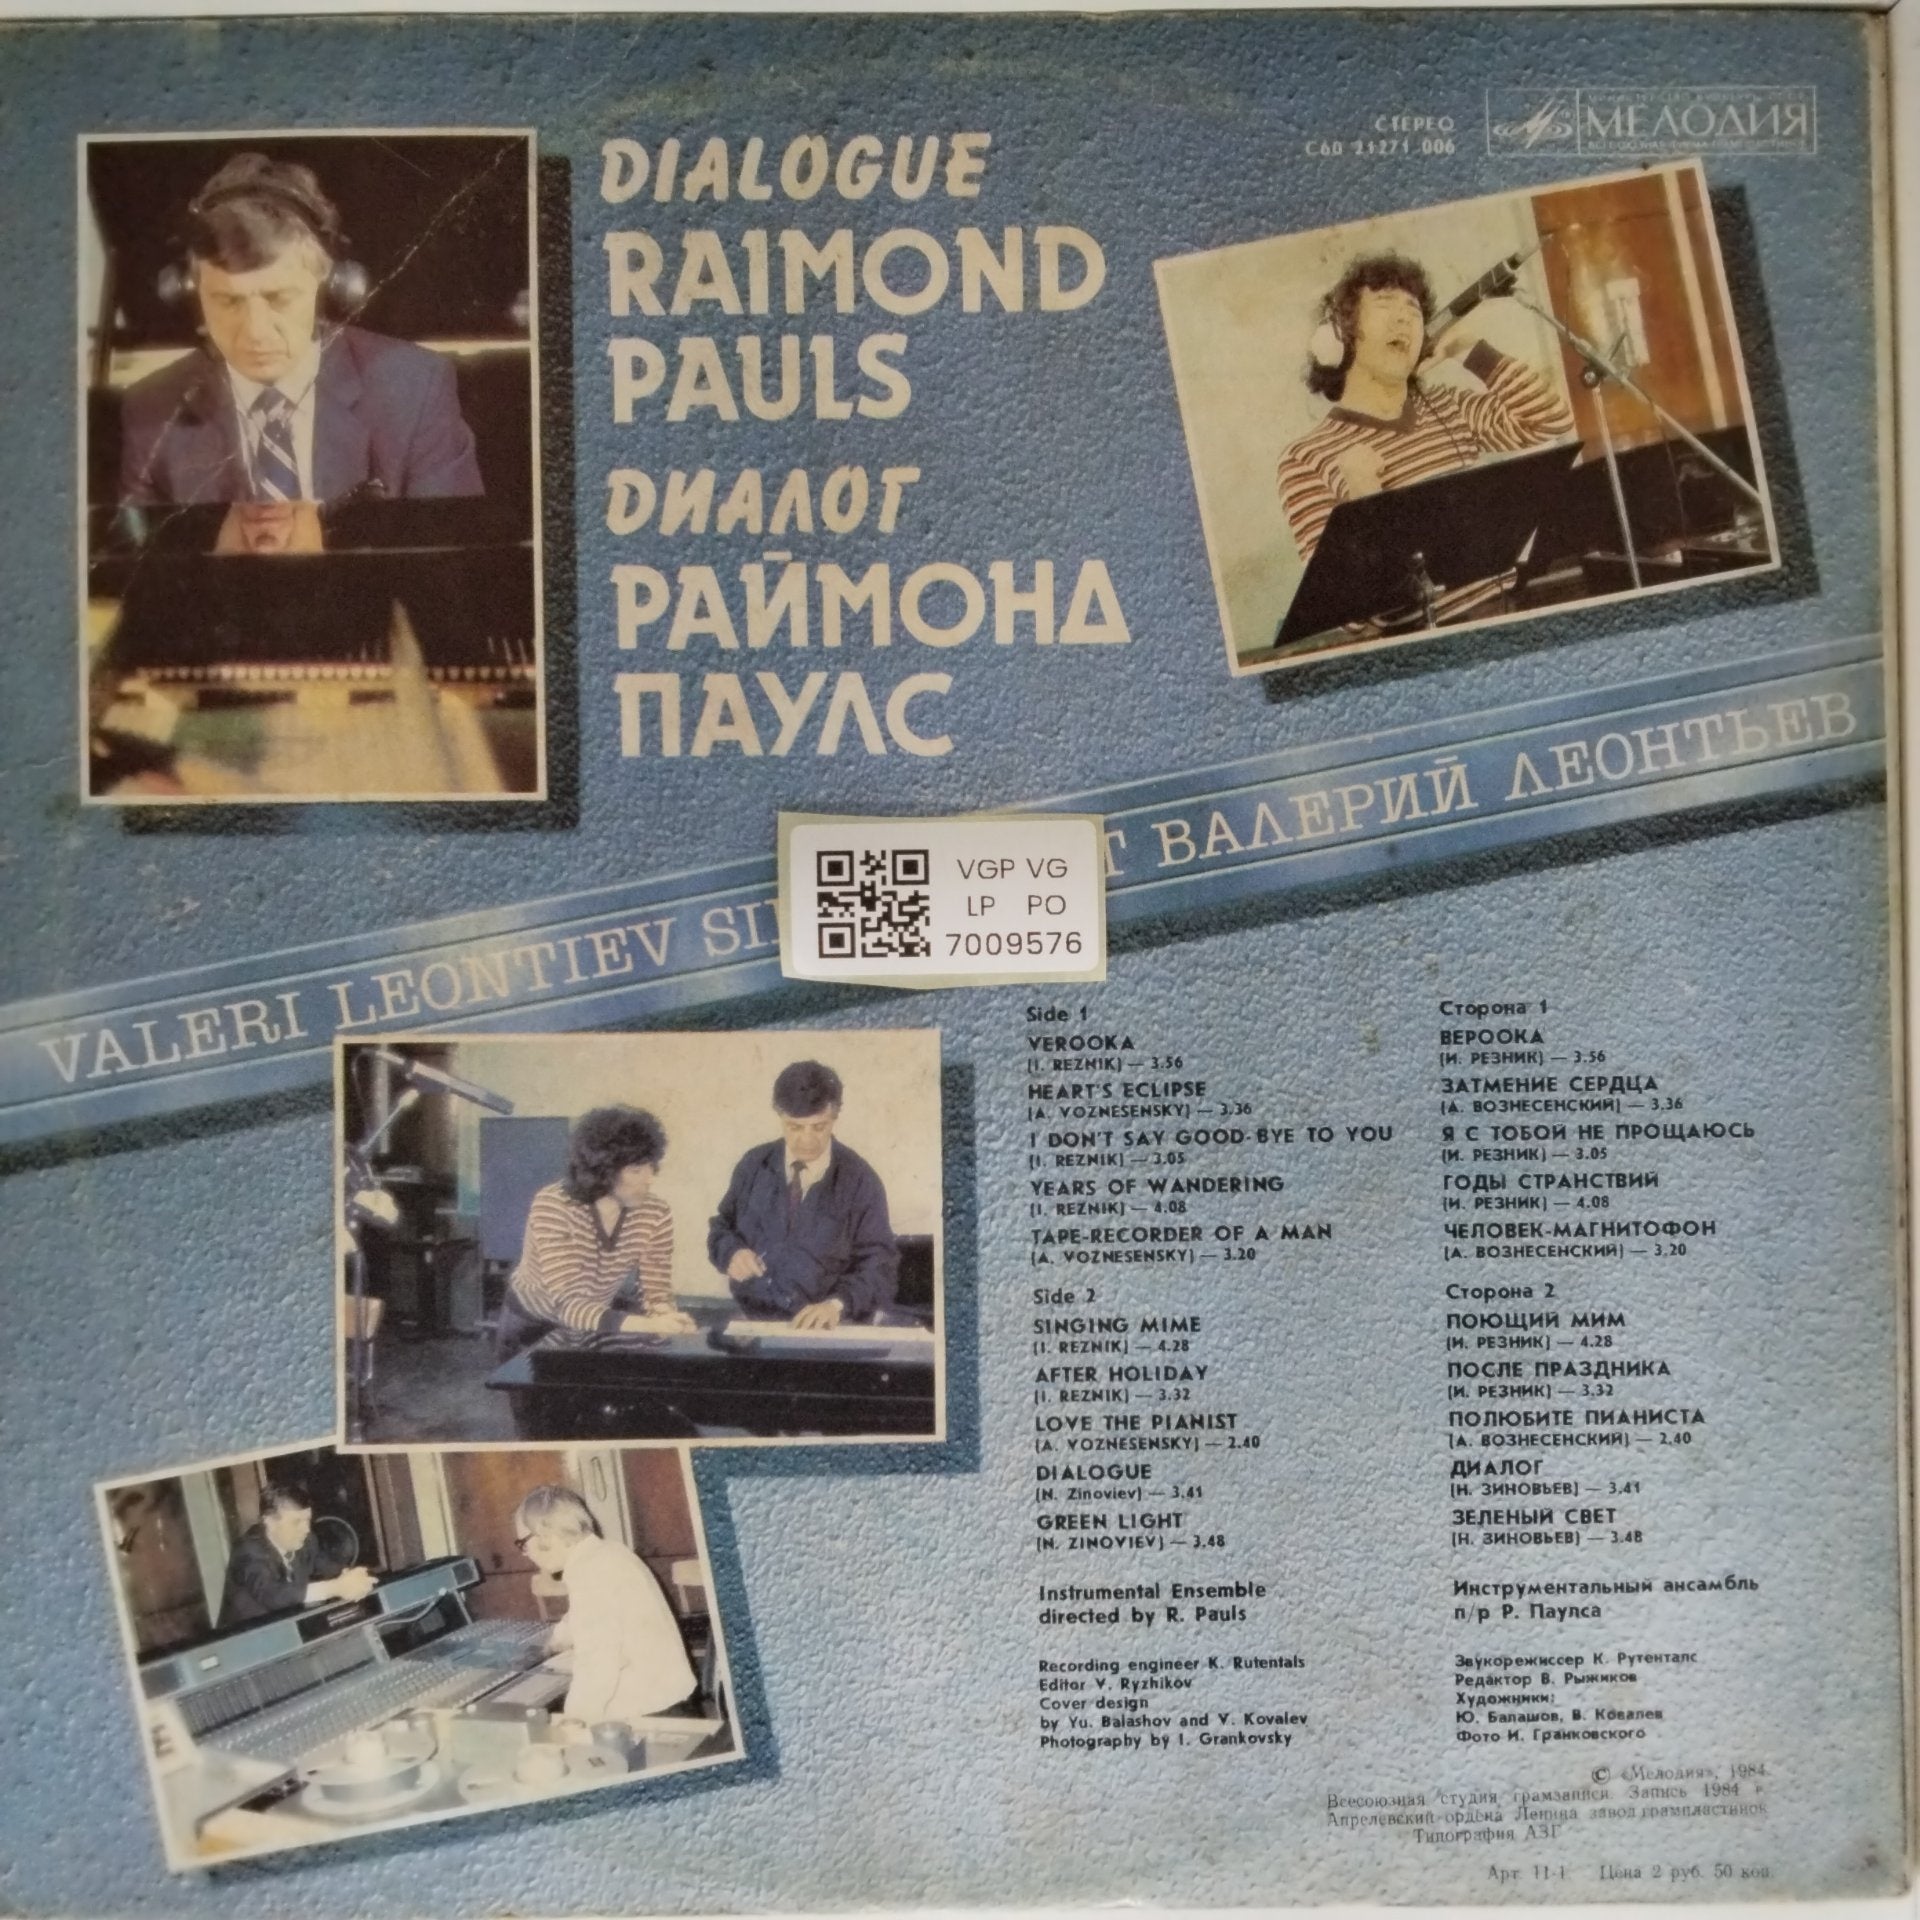 DIALOGUE
RAIMOND
PAULS
ДИАЛОГ
РАЙМОНД
ПАУЛС
СТЕРЕО
С60 21271 006
МЕЛОДИЯ
VALERI LEONTIEV
ВАЛЕРИЙ ЛЕОНТЬЕВ
VGP VG
LP PO
7009576
Side 1
VEROOKA
(I. REZNIK) — 3.56
HEART'S ECLIPSE
(A. VOZNESENSKY) — 3.36
I DON'T SAY GOOD-BYE TO YOU
(I. REZNIK) — 3.05
YEARS OF WANDERING
(I. REZNIK) — 4.08
TAPE-RECORDER OF A MAN
(A. VOZNESENSKY) — 3.20
Side 2
SINGING MIME
(I. REZNIK) — 4.28
AFTER HOLIDAY
(I. REZNIK) — 3.32
LOVE THE PIANIST
(A. VOZNESENSKY) — 2.40
DIALOGUE
(N. Zinoviev) — 3.41
GREEN LIGHT
(N. ZINOVIEV) — 3.48
Instrumental Ensemble
directed by R. Pauls
Recording engineer K. Rutentals
Editor V. Ryzhikov
Cover design
by Yu. Balashov and V. Kovalev
Photography by I. Grankovsky
Сторона 1
ВЕРООКА
(И. РЕЗНИК) — 3.56
ЗАТМЕНИЕ СЕРДЦА
(А. ВОЗНЕСЕНСКИЙ) — 3.36
Я С ТОБОЙ НЕ ПРОЩАЮСЬ
(И. РЕЗНИК) — 3.05
ГОДЫ СТРАНСТВИЙ
(И. РЕЗНИК) — 4.08
ЧЕЛОВЕК-МАГНИТОФОН
(А. ВОЗНЕСЕНСКИЙ) — 3.20
Сторона 2
ПОЮЩИЙ МИМ
(И. РЕЗНИК) — 4.28
ПОСЛЕ ПРАЗДНИКА
(И. РЕЗНИК) — 3.32
ПОЛЮБИТЕ ПИАНИСТА
(А. ВОЗНЕСЕНСКИЙ) — 2.40
ДИАЛОГ
(Н. ЗИНОВЬЕВ) — 3.41
ЗЕЛЕНЫЙ СВЕТ
(Н. ЗИНОВЬЕВ) — 3.48
Инструментальный ансамбль
п/р Р. Паулса
Звукорежиссер К. Рутенталс
Редактор В. Рыжиков
Художники:
Ю. Балашов, В. Ковалев
Фото И. Гранковского
© «Мелодия», 1984
Всесоюзная студия грамзаписи. Запись 1984 г.
Апрелевский ордена Ленина завод грампластинок
Типография АЗГ
Арт. 11-1. Цена 2 руб. 50 коп.